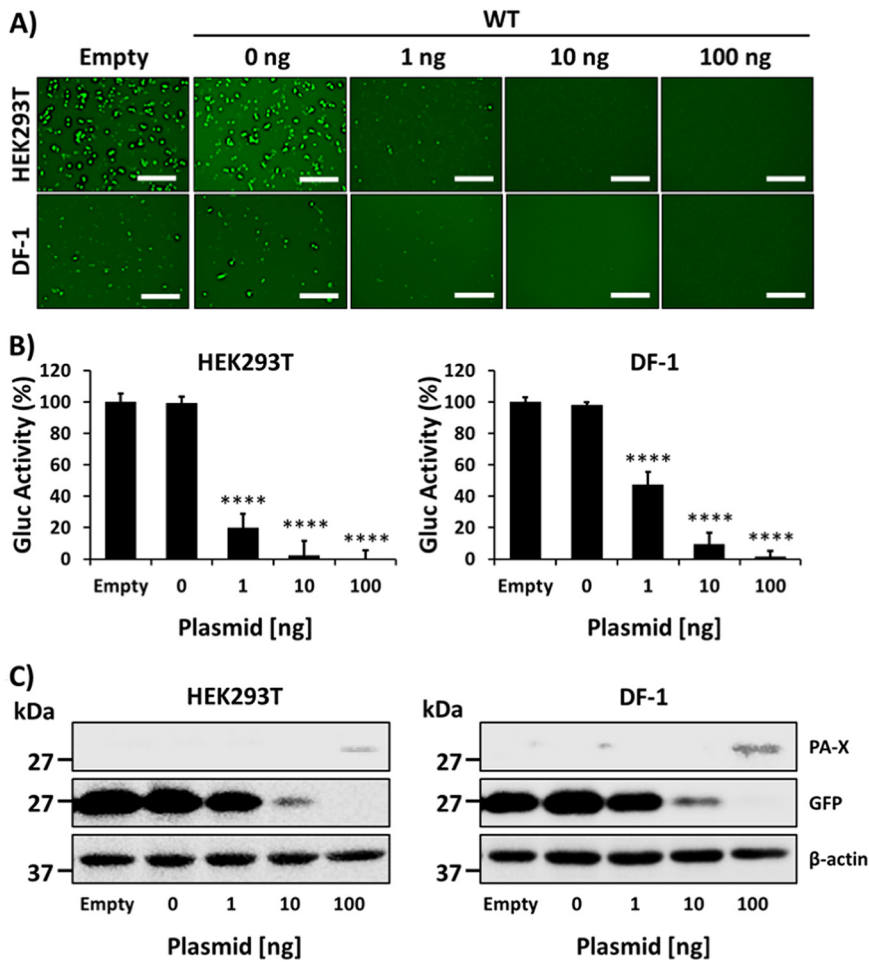 A)
WT
Empty 0 ng 1 ng 10 ng 100 ng
HEK293T
DF-1
B)
HEK293T
Gluc Activity (%)
120
100
80
60
40
20
0
****
****
****
Empty 0 1 10 100
Plasmid [ng]
DF-1
Gluc Activity (%)
120
100
80
60
40
20
0
****
****
****
Empty 0 1 10 100
Plasmid [ng]
C)
HEK293T
kDa
27
27
37
Empty 0 1 10 100
Plasmid [ng]
DF-1
kDa
27
27
37
PA-X
GFP
β-actin
Empty 0 1 10 100
Plasmid [ng]